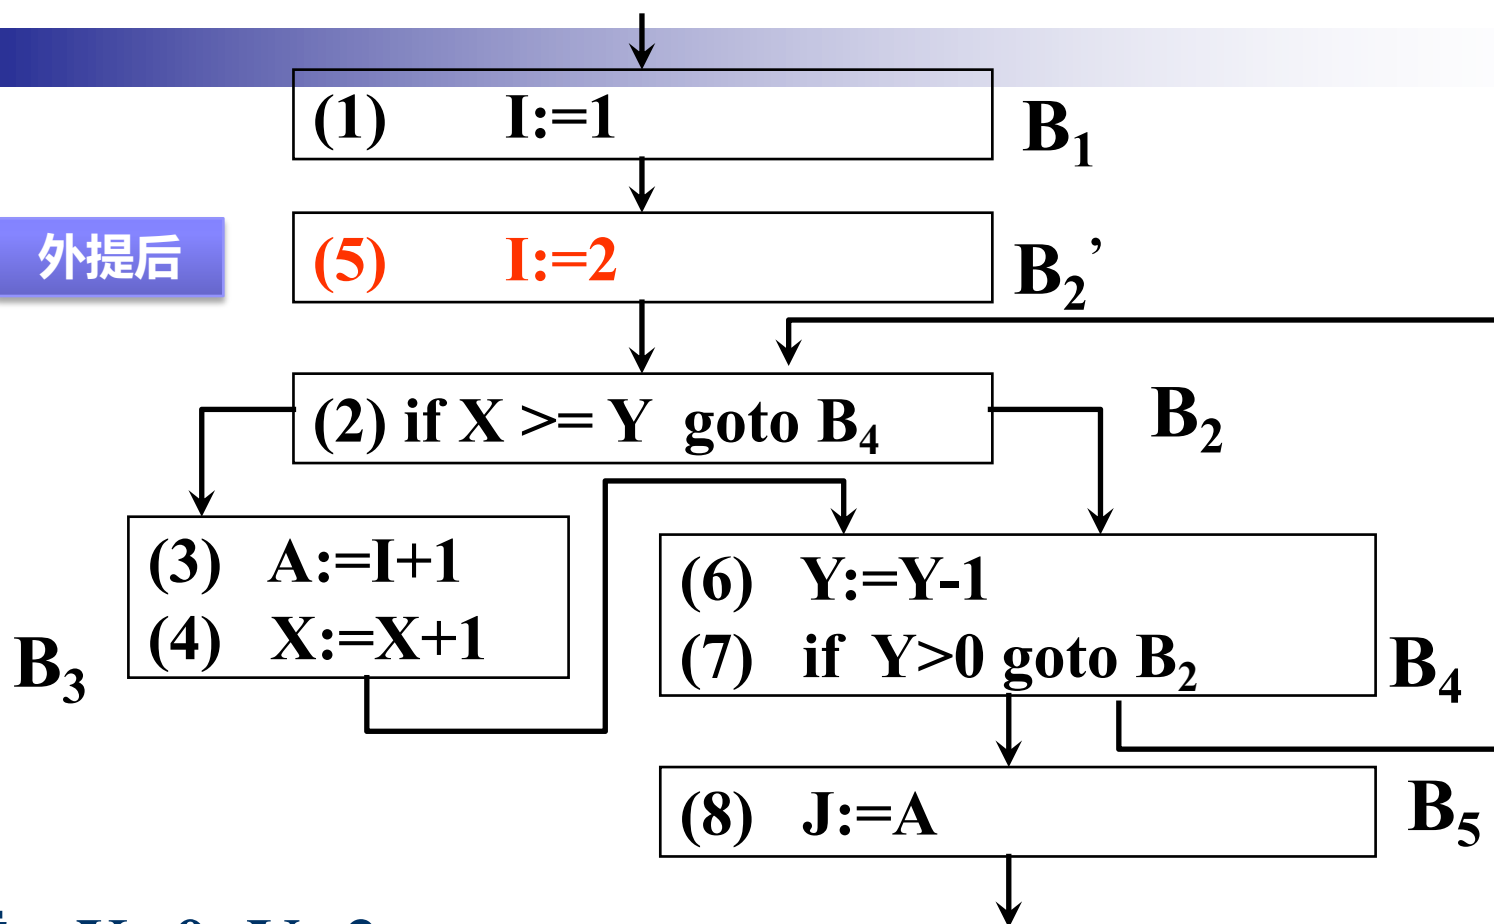 (1) I:=1
B₁
外提后
(5) I:=2
B₂’
(2) if X >= Y goto B₄
B₂
(3) A:=I+1
(4) X:=X+1
B₃
(6) Y:=Y-1
(7) if Y>0 goto B₂
B₄
(8) J:=A
B₅